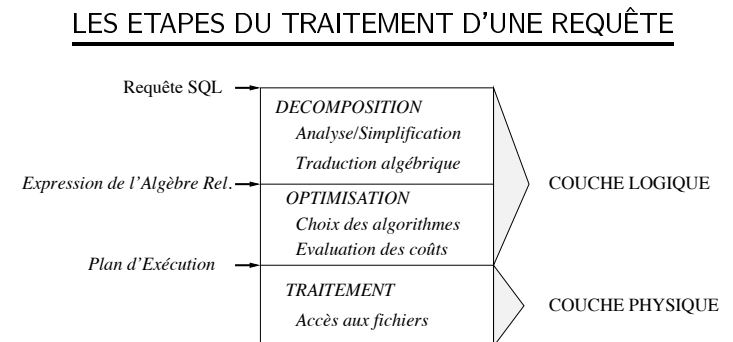 LES ETAPES DU TRAITEMENT D'UNE REQUÊTE
Requête SQL
DECOMPOSITION
Analyse/Simplification
Traduction algébrique
Expression de l'Algèbre Rel.
COUCHE LOGIQUE
OPTIMISATION
Choix des algorithmes
Evaluation des coûts
Plan d'Exécution
TRAITEMENT
Accès aux fichiers
COUCHE PHYSIQUE